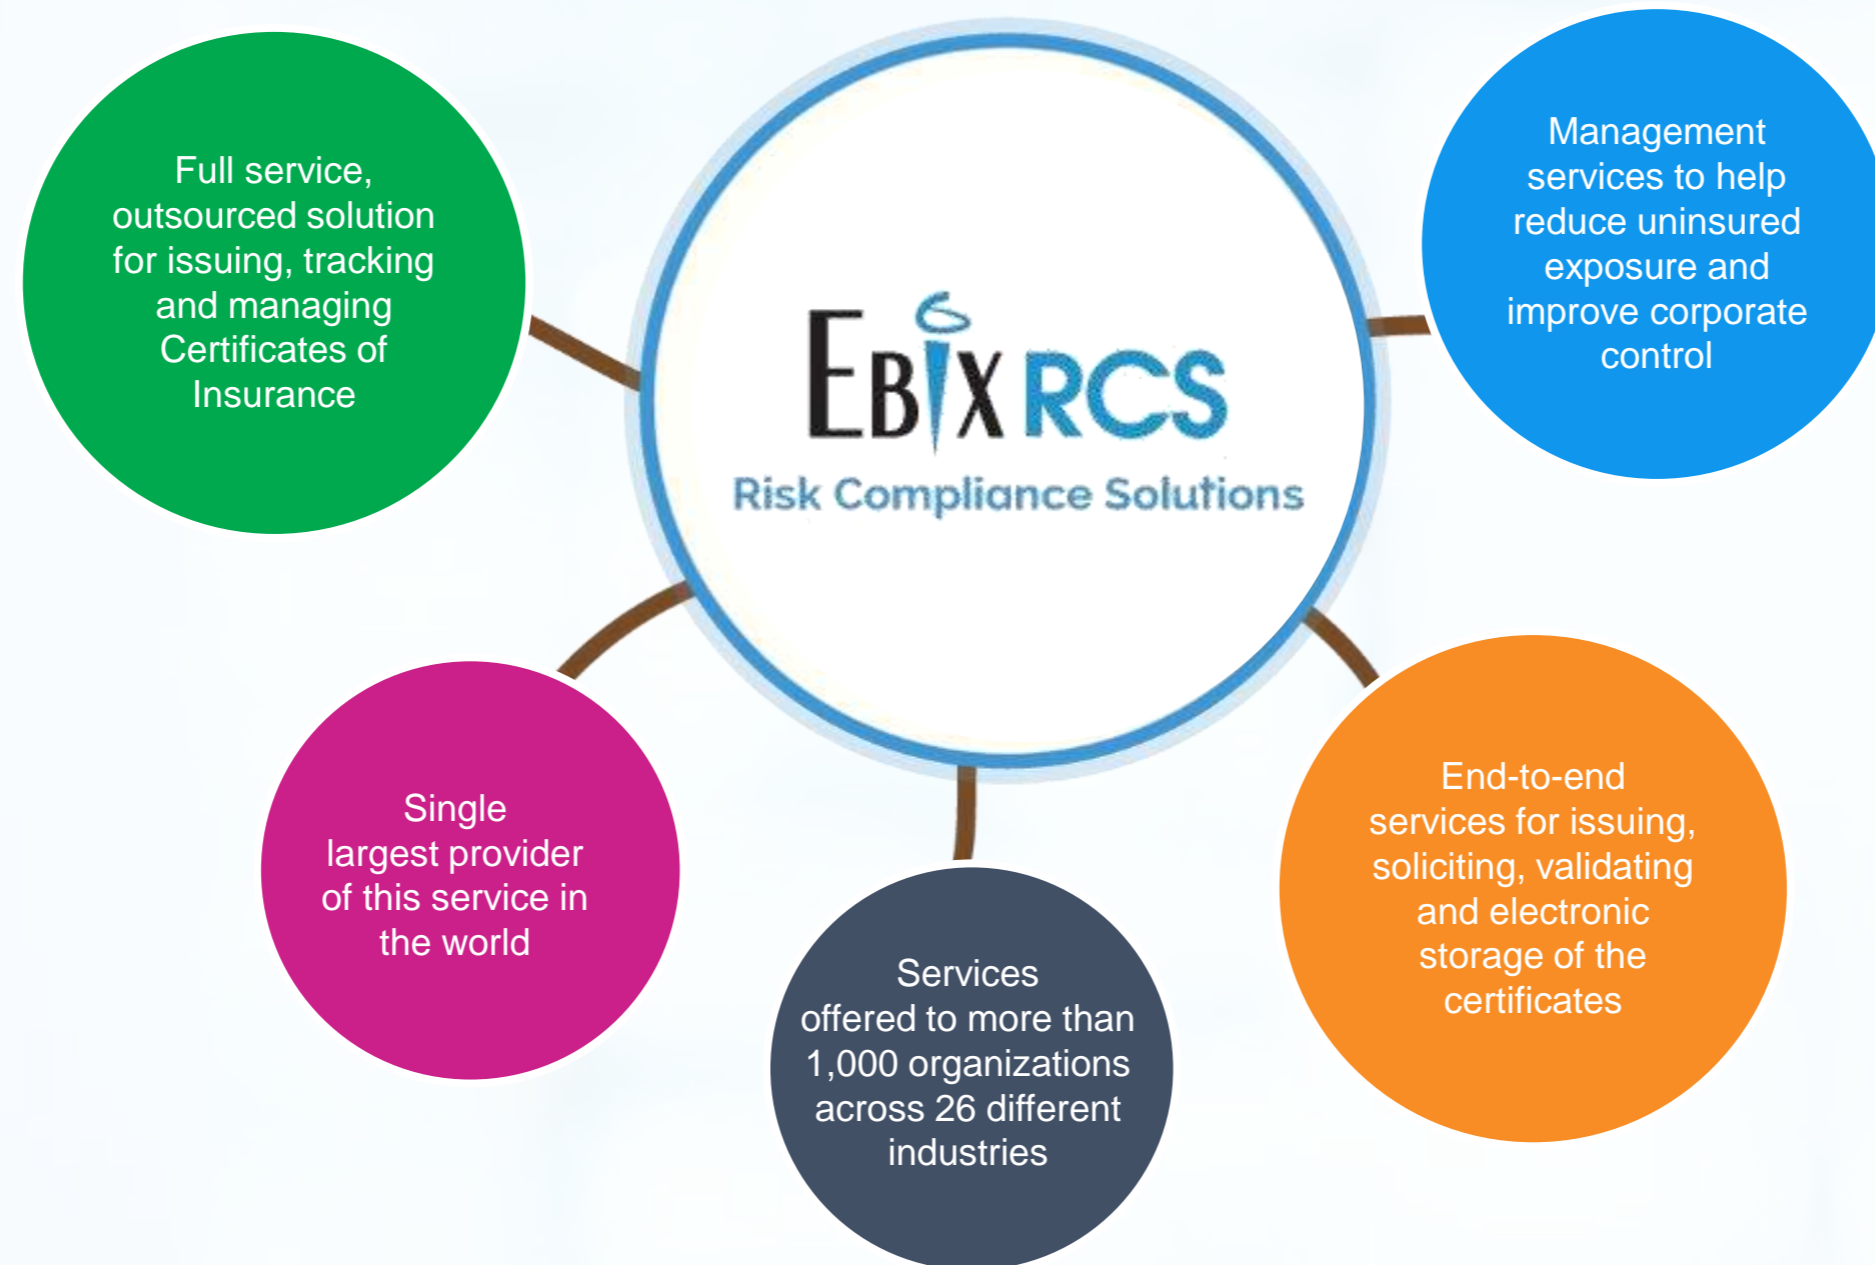 Full service,
outsourced solution
for issuing, tracking
and managing
Certificates of
Insurance
EBIX RCS
Risk Compliance Solutions
Management
services to help
reduce uninsured
exposure and
improve corporate
control
Single
largest provider
of this service in
the world
Services
offered to more than
1,000 organizations
across 26 different
industries
End-to-end
services for issuing,
soliciting, validating
and electronic
storage of the
certificates